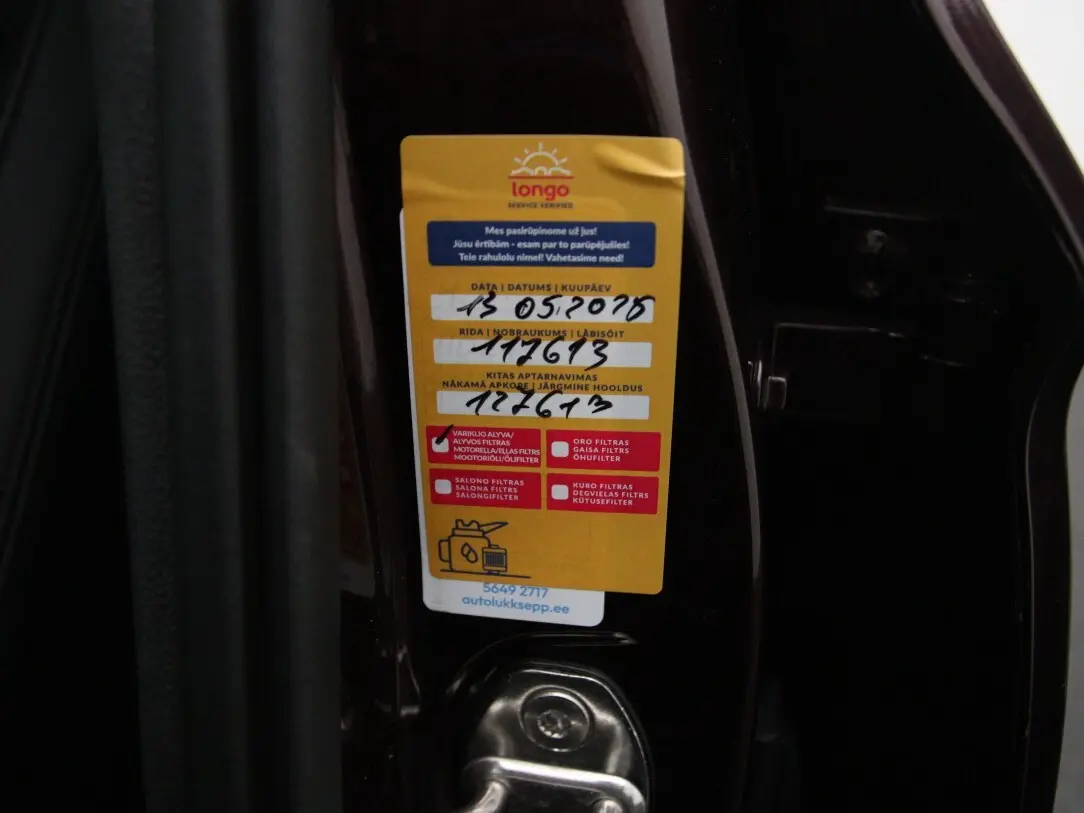 longo
SERVICE VERIFIED
Mes pasirūpinome už jus!
Jūsu ērtībām - esam par to parūpējušies!
Teie rahulolu nimel! Vahetasime need!
DATA | DATUMS | KUUPÄEV
13 05.2025
RIDA | NOBRAUKUMS | LÄBISÕIT
117613
KITAS APTARNAVIMAS
NĀKAMĀ APKOPE | JÄRGMINE HOOLDUS
127613
VARIKLIO ALYVA/
ALYVOS FILTRAS
MOTOREĻĻA/EĻĻAS FILTRS
MOOTORIÕLI/ÕLIFILTER
ORO FILTRAS
GAISA FILTRS
ÕHUFILTER
SALONO FILTRAS
SALONA FILTRS
SALONGIFILTER
KURO FILTRAS
DEGVIELAS FILTRS
KÜTUSEFILTER
5649 2717
autolukksepp.ee